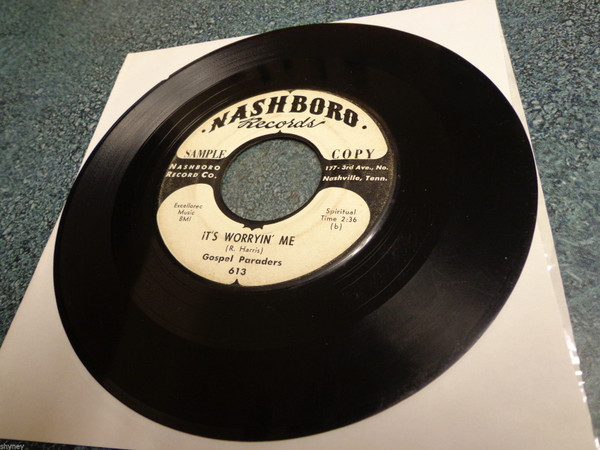 NASHBORO
Records
SAMPLE COPY
NASHBORO
RECORD CO.
177-3rd Ave., No.
Nashville, Tenn.
Excellorec
Music
BMI
Spiritual
Time 2:36
(b)
iT'S WORRYIN' ME
(R. Harris)
Gospel Paraders
613
shyney